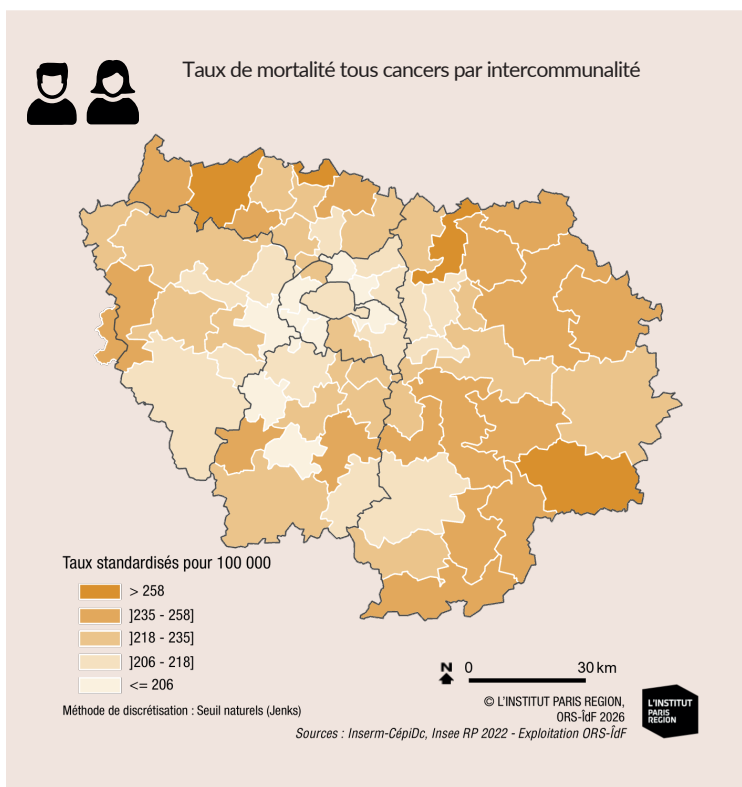 Taux de mortalité tous cancers par intercommunalité
Taux standardisés pour 100 000
> 258
]235 - 258]
]218 - 235]
]206 - 218]
<= 206
Méthode de discrétisation : Seuil naturels (Jenks)
N 0 30 km
© L'INSTITUT PARIS REGION,
ORS-ÎdF 2026
Sources : Inserm-CépiDc, Insee RP 2022 - Exploitation ORS-ÎdF
L'INSTITUT
PARIS
REGION